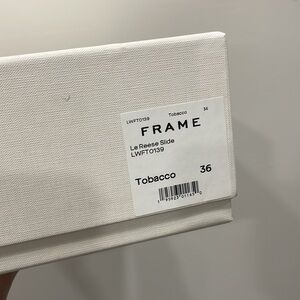 LWFT0139 Tobacco 36
FRAME
Le Reese Slide
LWFT0139
Tobacco 36